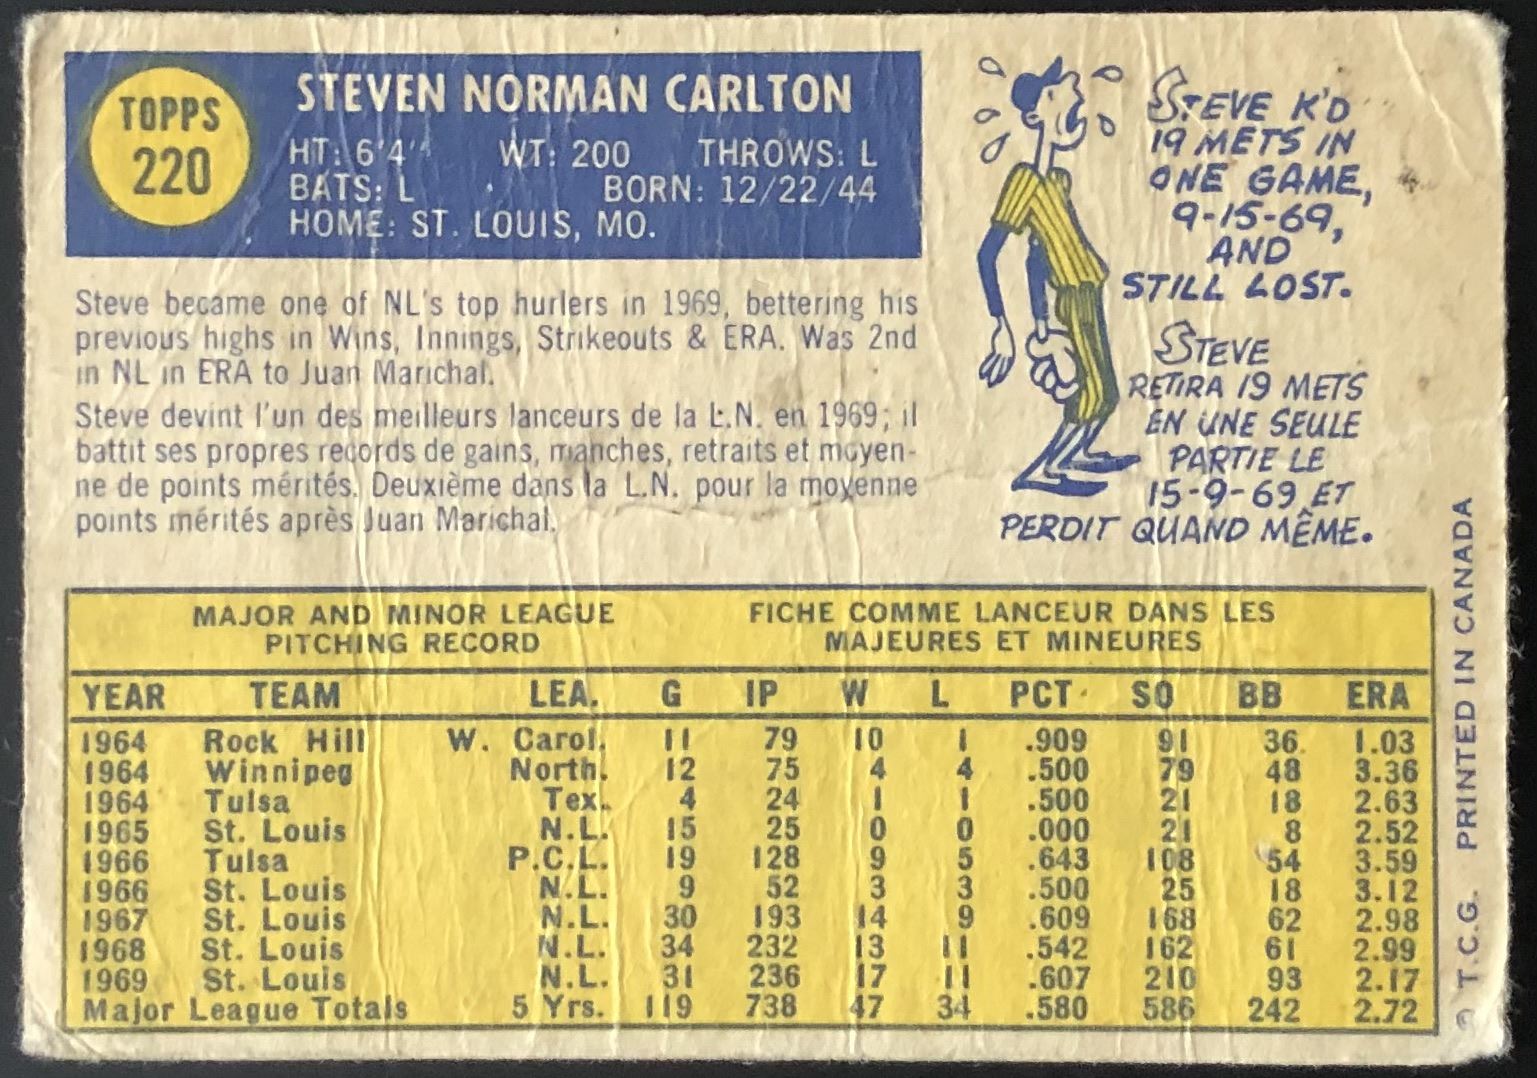 TOPPS
220
STEVEN NORMAN CARLTON
HT: 6'4" WT: 200 THROWS: L
BATS: L BORN: 12/22/44
HOME: ST. LOUIS, MO.
Steve became one of NL's top hurlers in 1969, bettering his
previous highs in Wins, Innings, Strikeouts & ERA. Was 2nd
in NL in ERA to Juan Marichal.
Steve devint l'un des meilleurs lanceurs de la L.N. en 1969; il
battit ses propres records de gains, manches, retraits et moyen-
ne de points mérités. Deuxième dans la L.N. pour la moyenne
points mérités après Juan Marichal.
STEVE K'D
19 METS IN
ONE GAME,
9-15-69,
AND
STILL LOST.
STEVE
RETIRA 19 METS
EN UNE SEULE
PARTIE LE
15-9-69 ET
PERDIT QUAND MÊME.
MAJOR AND MINOR LEAGUE
PITCHING RECORD
FICHE COMME LANCEUR DANS LES
MAJEURES ET MINEURES
YEAR TEAM LEA. G IP W L PCT. SO BB ERA
1964 Rock Hill W. Carol. 11 79 10 1 .909 91 36 1.03
1964 Winnipeg North. 12 75 4 4 .500 79 48 3.36
1964 Tulsa Tex. 4 24 1 1 .500 21 18 2.63
1965 St. Louis N.L. 15 25 0 0 .000 21 8 2.52
1966 Tulsa P.C.L. 19 128 9 5 .643 108 54 3.59
1966 St. Louis N.L. 9 52 3 3 .500 25 18 3.12
1967 St. Louis N.L. 30 193 14 9 .609 168 62 2.98
1968 St. Louis N.L. 34 232 13 11 .542 162 61 2.99
1969 St. Louis N.L. 31 236 17 11 .607 210 93 2.17
Major League Totals 5 Yrs. 119 738 47 34 .580 586 242 2.72
© T.C.G. PRINTED IN CANADA